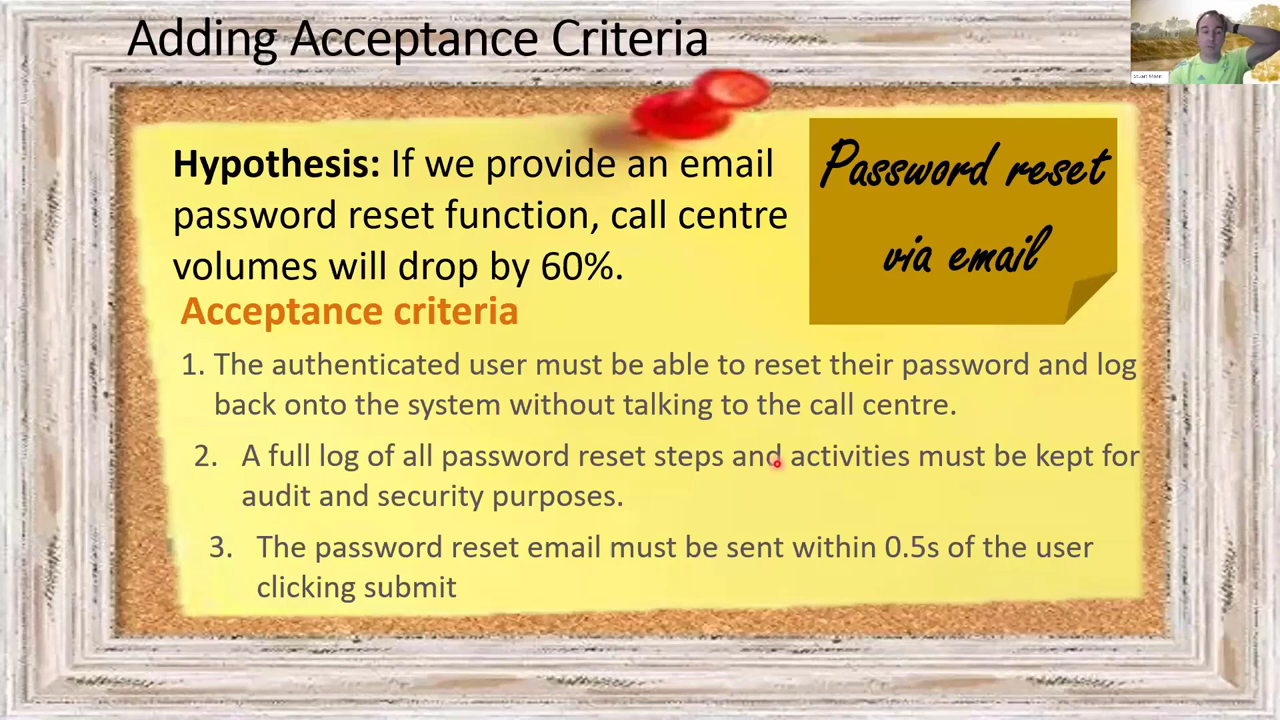 Adding Acceptance Criteria
Hypothesis: If we provide an email
password reset function, call centre
volumes will drop by 60%.
Password reset
via email
Acceptance criteria
1. The authenticated user must be able to reset their password and log
back onto the system without talking to the call centre.
2. A full log of all password reset steps and activities must be kept for
audit and security purposes.
3. The password reset email must be sent within 0.5s of the user
clicking submit